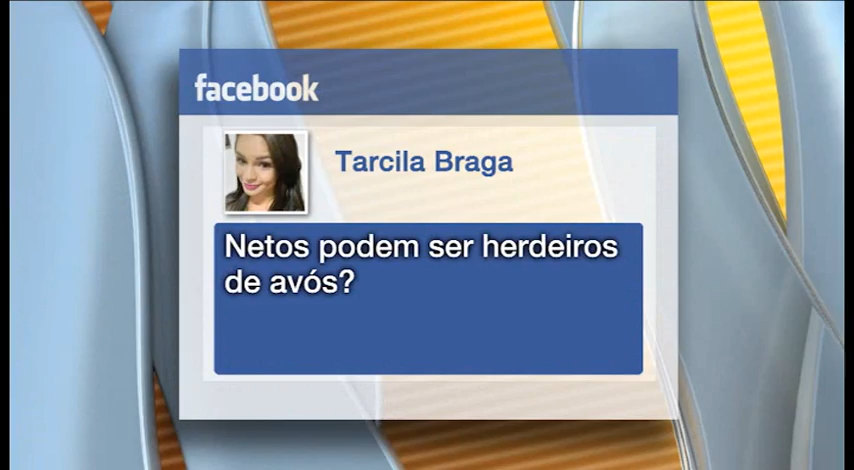 facebook
Tarcila Braga
Netos podem ser herdeiros
de avós?